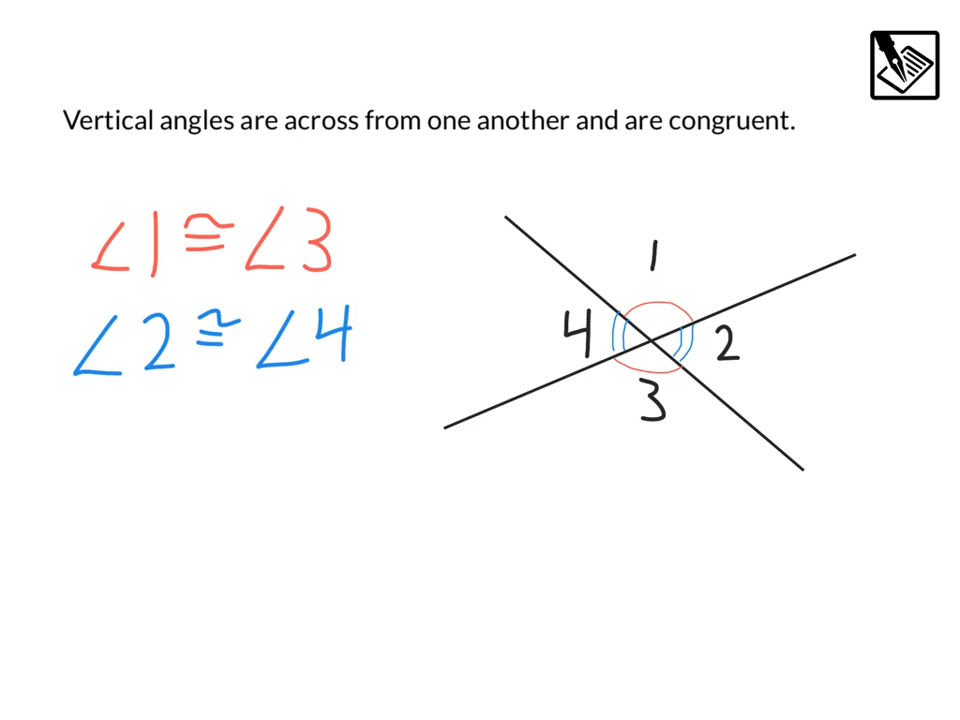 Vertical angles are across from one another and are congruent.
∠1 ≅ ∠3
∠2 ≅ ∠4
1
4
2
3